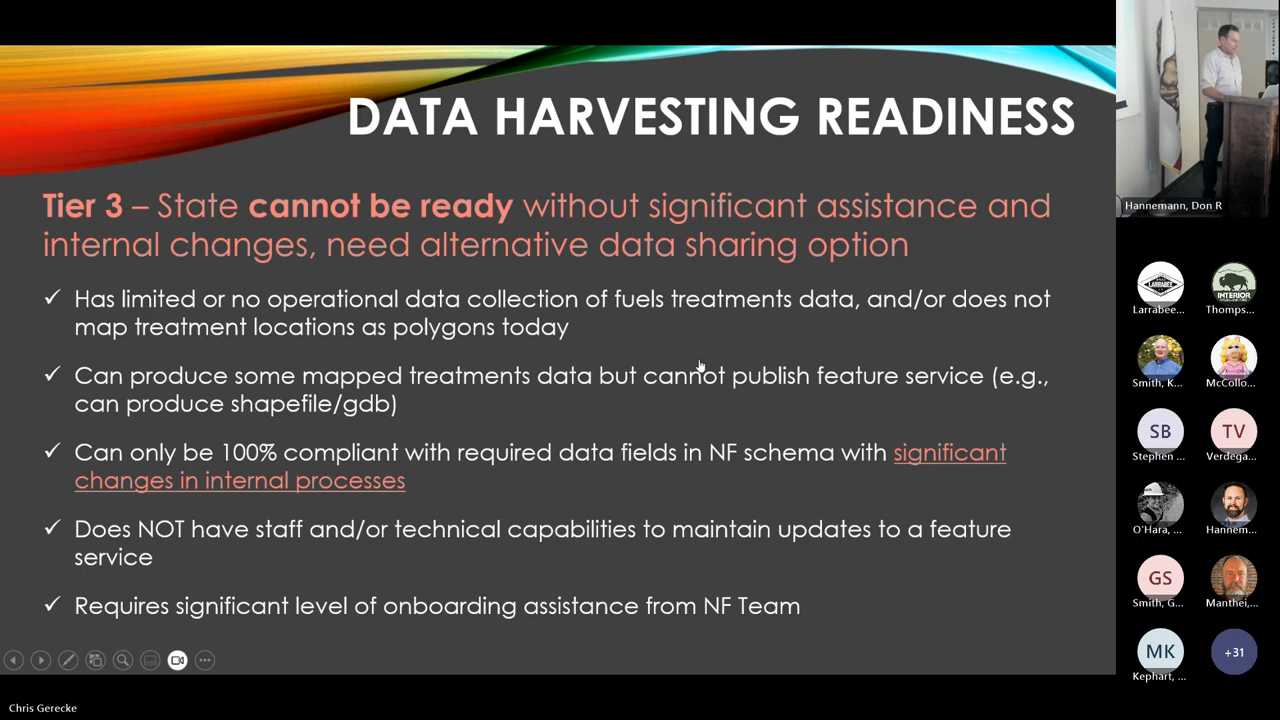 DATA HARVESTING READINESS
Tier 3 – State cannot be ready without significant assistance and
internal changes, need alternative data sharing option
✓ Has limited or no operational data collection of fuels treatments data, and/or does not
map treatment locations as polygons today
✓ Can produce some mapped treatments data but cannot publish feature service (e.g.,
can produce shapefile/gdb)
✓ Can only be 100% compliant with required data fields in NF schema with significant
changes in internal processes
✓ Does NOT have staff and/or technical capabilities to maintain updates to a feature
service
✓ Requires significant level of onboarding assistance from NF Team
Chris Gerecke
Hannemann, Don R
LARRABEE
INTERIOR
Larrabee...
Thomps...
Smith, K...
McCollo...
SB
TV
Stephen ...
Verdega...
O'Hara, ...
Hannem...
GS
Smith, G...
Manthei,...
MK
+31
Kephart, ...